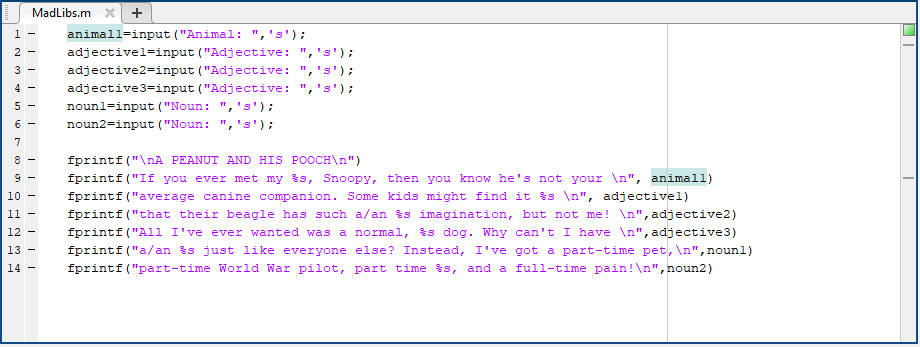 MadLibs.m
1 animal1=input("Animal: ",'s');
2 adjective1=input("Adjective: ",'s');
3 adjective2=input("Adjective: ",'s');
4 adjective3=input("Adjective: ",'s');
5 noun1=input("Noun: ",'s');
6 noun2=input("Noun: ",'s');
7
8 fprintf("\nA PEANUT AND HIS POOCH\n")
9 fprintf("If you ever met my %s, Snoopy, then you know he's not your \n", animal1)
10 fprintf("average canine companion. Some kids might find it %s \n", adjective1)
11 fprintf("that their beagle has such a/an %s imagination, but not me! \n",adjective2)
12 fprintf("All I've ever wanted was a normal, %s dog. Why can't I have \n",adjective3)
13 fprintf("a/an %s just like everyone else? Instead, I've got a part-time pet,\n",noun1)
14 fprintf("part-time World War pilot, part time %s, and a full-time pain!\n",noun2)